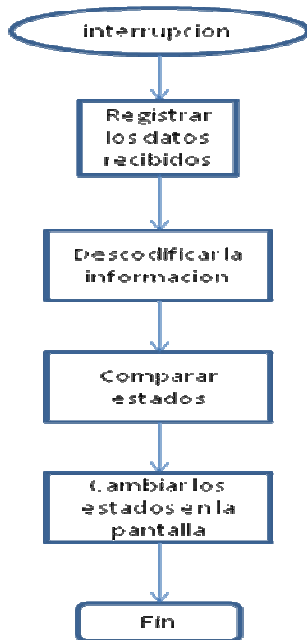 interrupcion
Registrar
los datos
recibidos
Descodificar la
informacion
Comparar
estados
Cambiar los
estados en la
pantalla
Fin